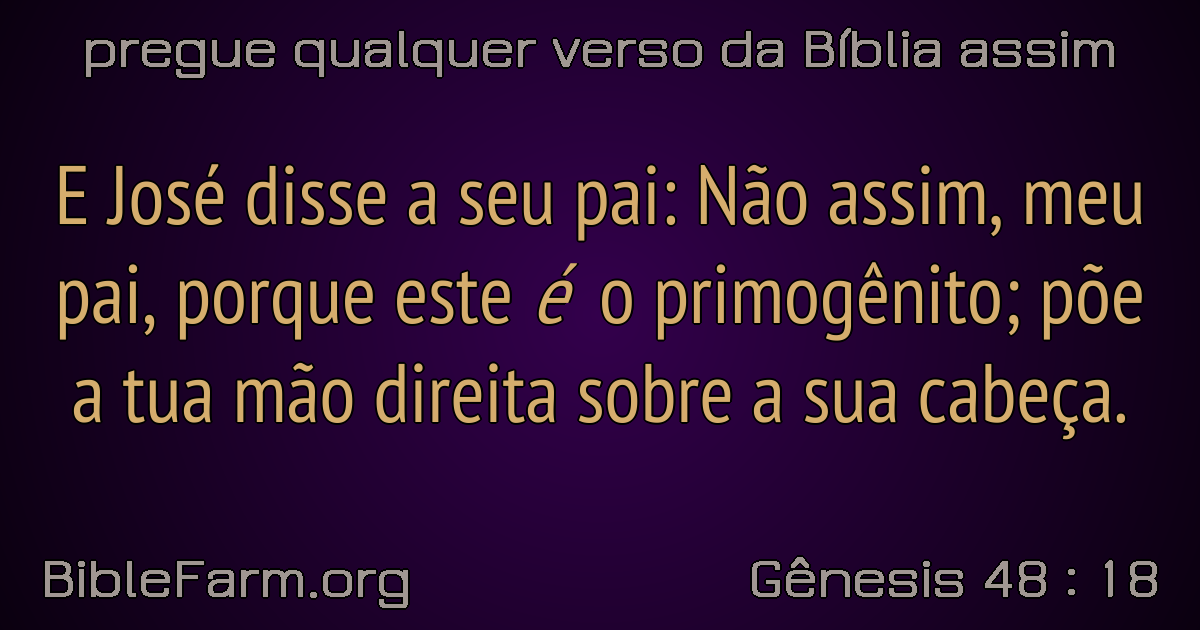 pregue qualquer verso da Bíblia assim
E José disse a seu pai: Não assim, meu
pai, porque este é o primogênito; põe
a tua mão direita sobre a sua cabeça.
BibleFarm.org
Gênesis 48 : 18